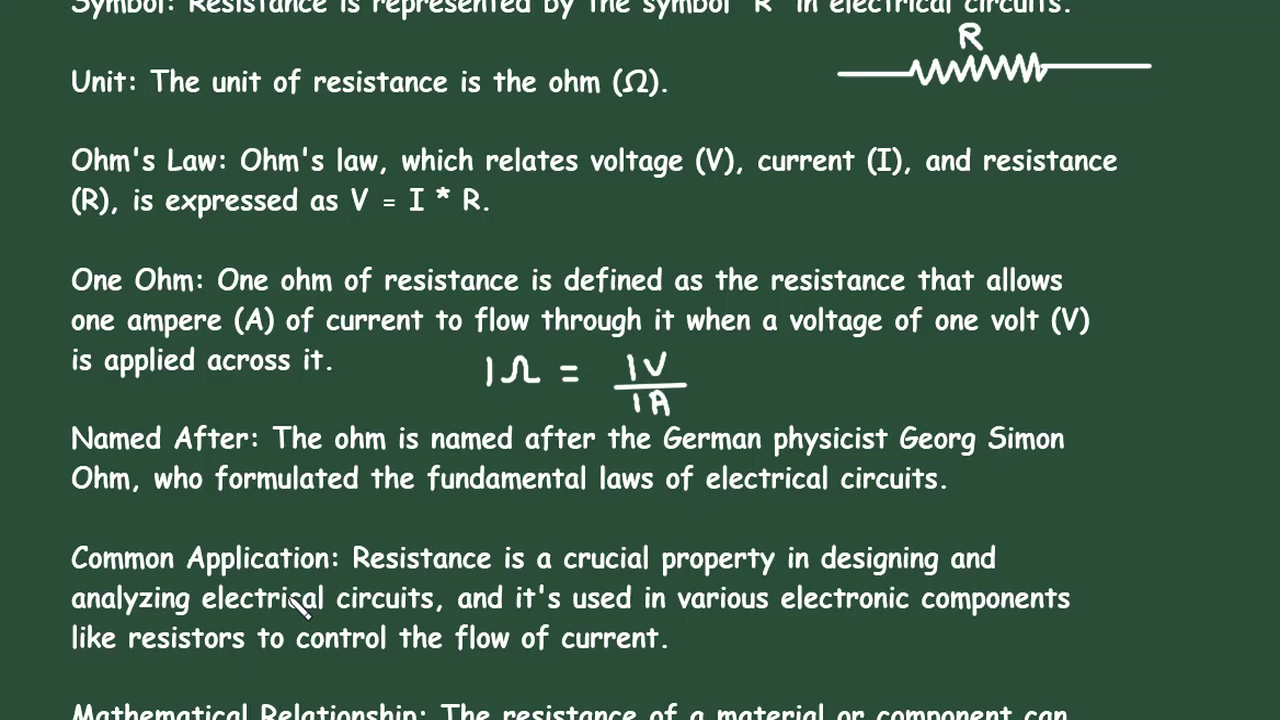 Symbol: Resistance is represented by the symbol "R" in electrical circuits.
R
Unit: The unit of resistance is the ohm (Ω).
Ohm's Law: Ohm's law, which relates voltage (V), current (I), and resistance
(R), is expressed as V = I * R.
One Ohm: One ohm of resistance is defined as the resistance that allows
one ampere (A) of current to flow through it when a voltage of one volt (V)
is applied across it.
1Ω = 1V
1A
Named After: The ohm is named after the German physicist Georg Simon
Ohm, who formulated the fundamental laws of electrical circuits.
Common Application: Resistance is a crucial property in designing and
analyzing electrical circuits, and it's used in various electronic components
like resistors to control the flow of current.
Mathematical Relationship: The resistance of a material or component can